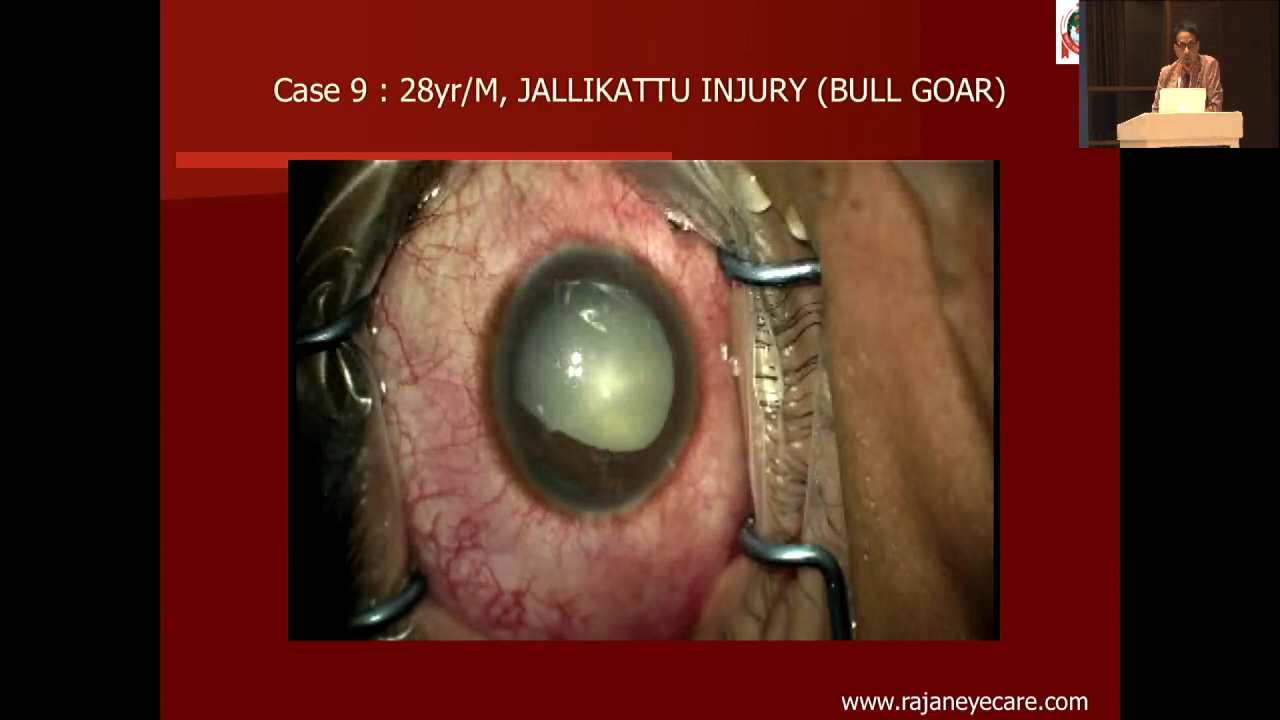 Case 9 : 28yr/M, JALLIKATTU INJURY (BULL GOAR)
www.rajaneyecare.com